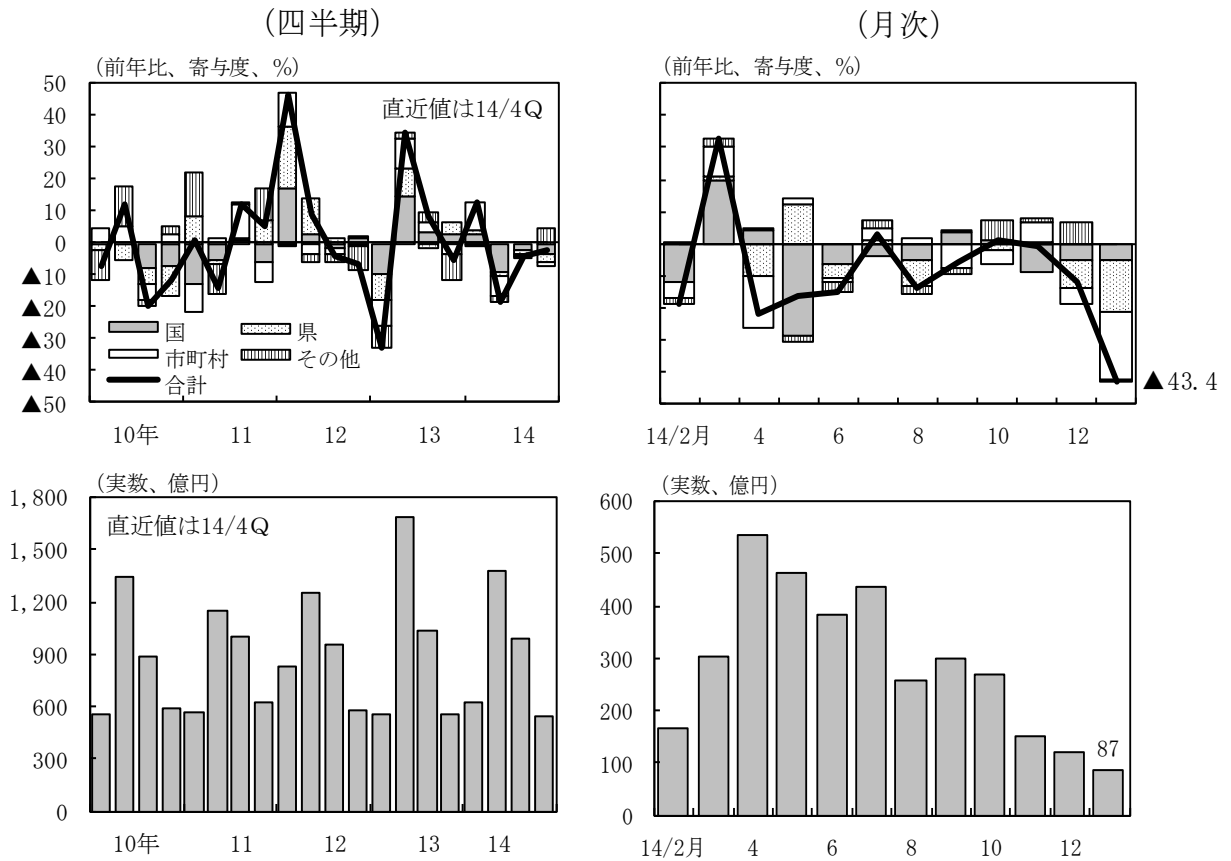 (四半期)
(前年比、寄与度、%)
直近値は14/4Q
50
40
30
20
10
0
▲10
▲20
▲30
▲40
▲50
国
県
市町村
その他
合計
10年 11 12 13 14
(月次)
(前年比、寄与度、%)
▲43.4
14/2月 4 6 8 10 12
(実数、億円)
直近値は14/4Q
1,800
1,500
1,200
900
600
300
0
10年 11 12 13 14
(実数、億円)
600
500
400
300
200
100
0
87
14/2月 4 6 8 10 12